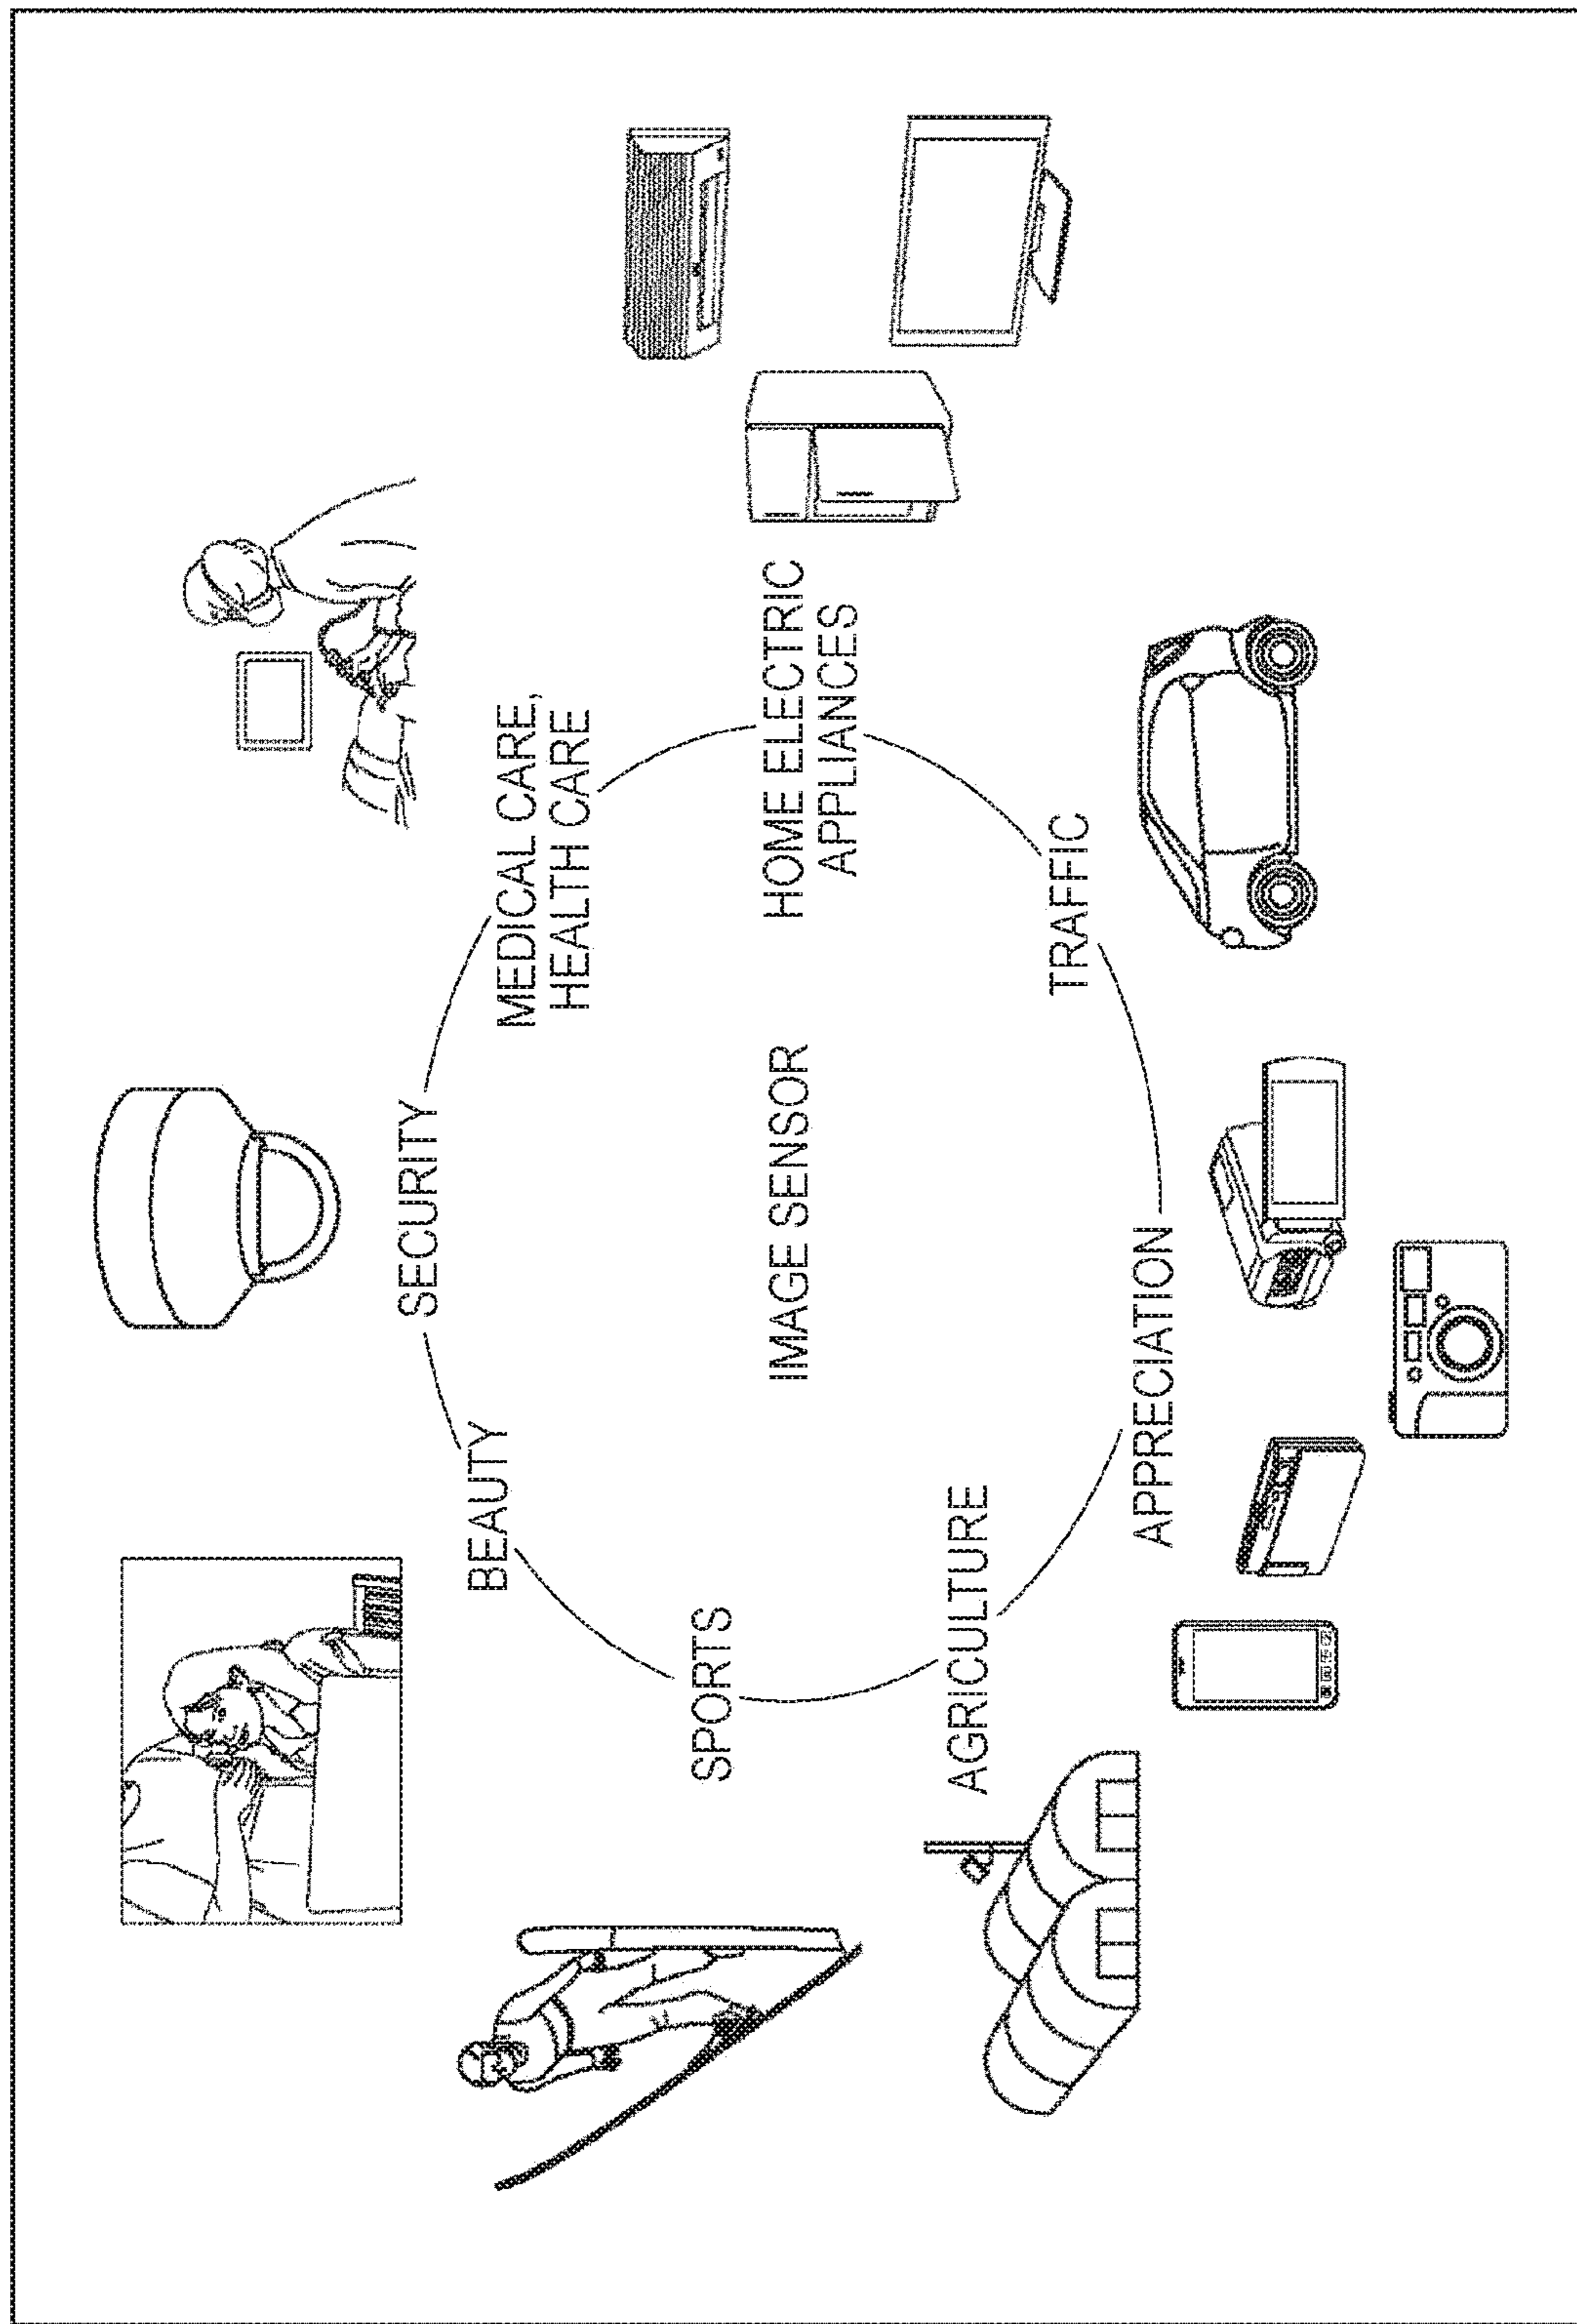 SECURITY
BEAUTY
MEDICAL CARE,
HEALTH CARE
SPORTS
IMAGE SENSOR
HOME ELECTRIC
APPLIANCES
AGRICULTURE
TRAFFIC
APPRECIATION